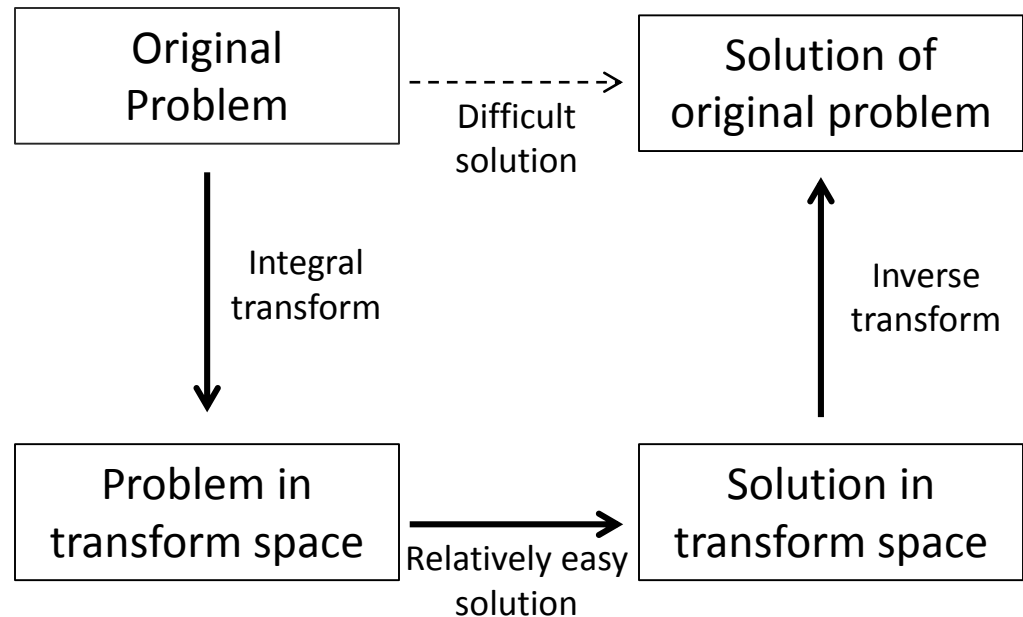 Original
Problem
Difficult
solution
Solution of
original problem
Integral
transform
Inverse
transform
Problem in
transform space
Relatively easy
solution
Solution in
transform space